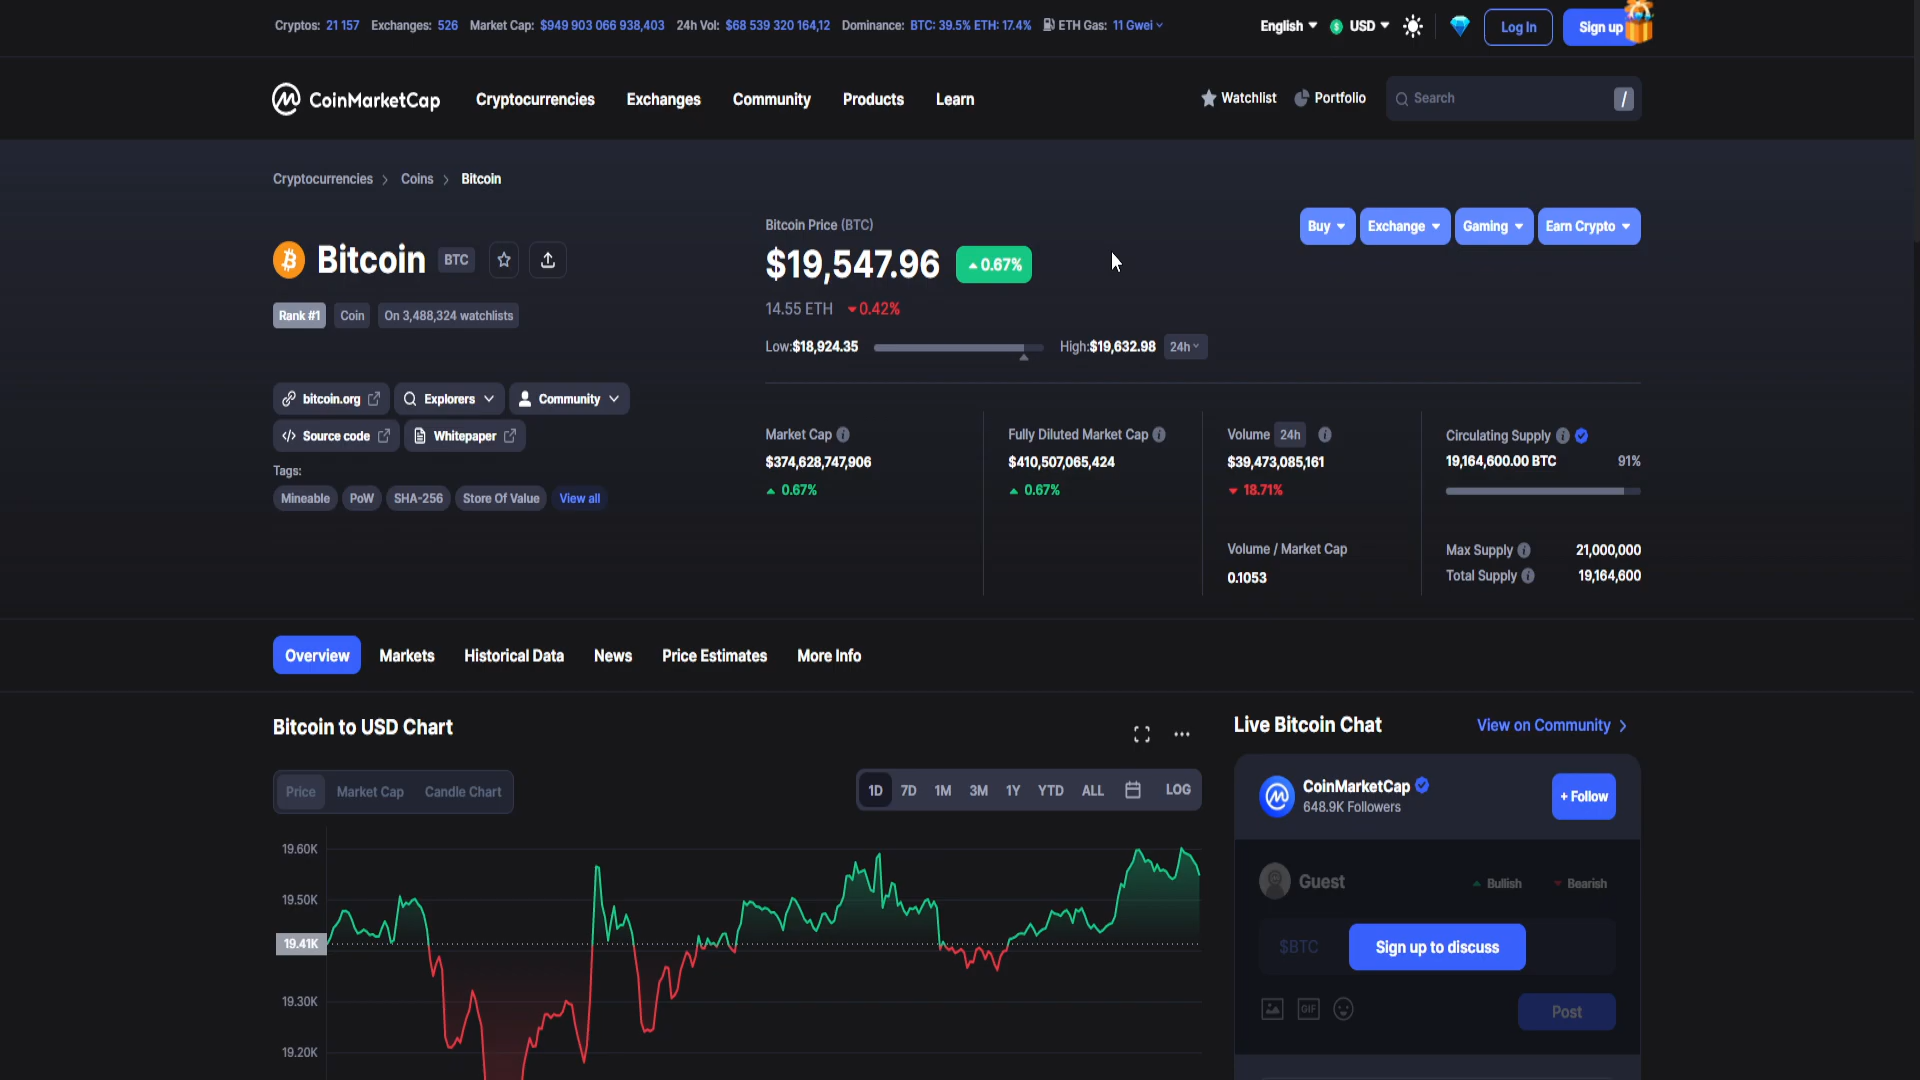 Cryptos: 21 157 Exchanges: 526 Market Cap: $949 903 066 938,403 24h Vol: $68 539 320 164,12 Dominance: BTC: 39.5% ETH: 17.4% ETH Gas: 11 Gwei
English USD Log In Sign up
CoinMarketCap Cryptocurrencies Exchanges Community Products Learn Watchlist Portfolio Search /
Cryptocurrencies > Coins > Bitcoin
Bitcoin BTC
Rank #1 Coin On 3,488,324 watchlists
bitcoin.org Explorers Community
Source code Whitepaper
Tags:
Mineable PoW SHA-256 Store Of Value View all
Bitcoin Price (BTC)
$19,547.96 0.67%
14.55 ETH 0.42%
Low:$18,924.35 High:$19,632.98 24h
Buy Exchange Gaming Earn Crypto
Market Cap
$374,628,747,906
0.67%
Fully Diluted Market Cap
$410,507,065,424
0.67%
Volume 24h
$39,473,085,161
18.71%
Volume / Market Cap
0.1053
Circulating Supply
19,164,600.00 BTC 91%
Max Supply 21,000,000
Total Supply 19,164,600
Overview Markets Historical Data News Price Estimates More Info
Bitcoin to USD Chart
Price Market Cap Candle Chart
1D 7D 1M 3M 1Y YTD ALL LOG
19.60K
19.50K
19.41K
19.30K
19.20K
Live Bitcoin Chat View on Community >
CoinMarketCap
648.9K Followers
+ Follow
Guest Bullish Bearish
$BTC Sign up to discuss
GIF Post